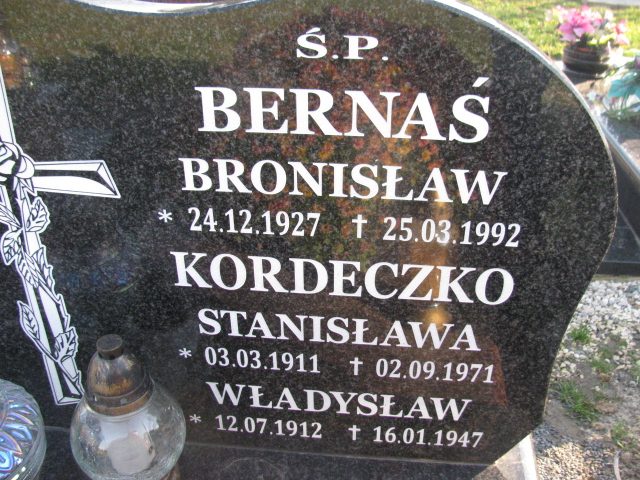 Ś.P.
BERNAŚ
BRONISŁAW
* 24.12.1927 † 25.03.1992
KORDECZKO
STANISŁAWA
* 03.03.1911 † 02.09.1971
WŁADYSŁAW
* 12.07.1912 † 16.01.1947